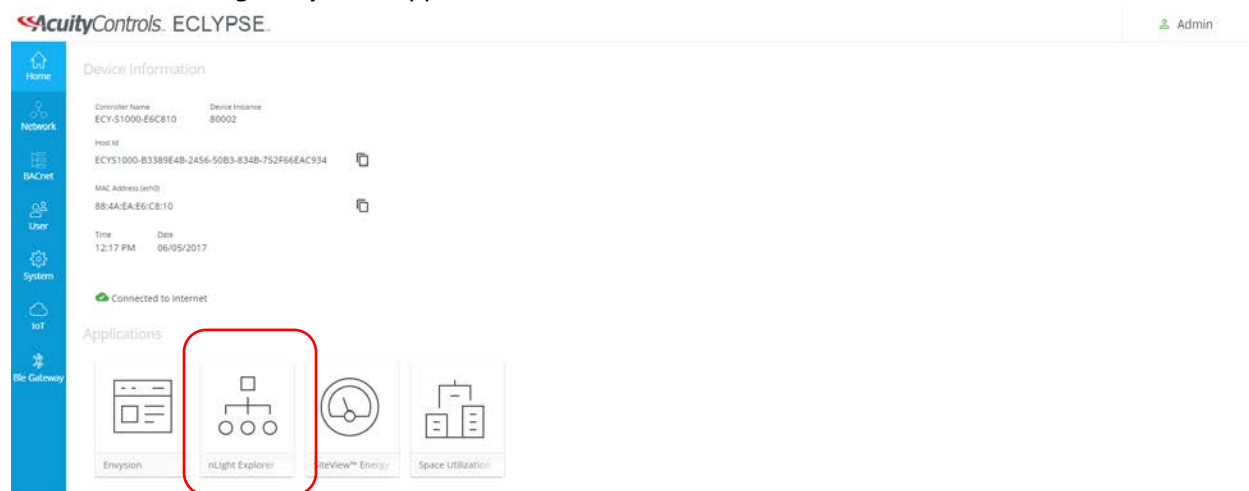 AcuityControls. ECLYPSE.
Admin
Home
Device Information
Controller Name Device Instance
ECY-S1000-E6C810 80002
Network
Host Id
ECYS1000-B3389E4B-2456-50B3-834B-752F66EAC934
BACnet
MAC Address (eth0)
88:4A:EA:E6:C8:10
User
Time Date
12:17 PM 06/05/2017
System
Connected to internet
IoT
Applications
Ble Gateway
Envysion nLight Explorer SiteView™ Energy Space Utilization